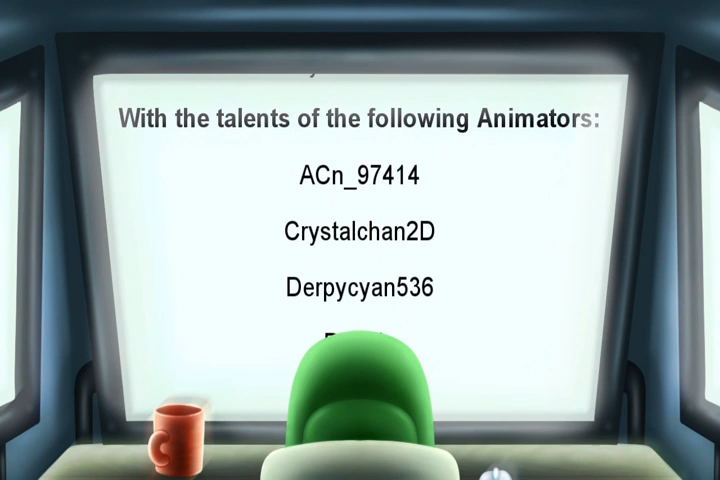 With the talents of the following Animators:
ACn_97414
Crystalchan2D
Derpycyan536